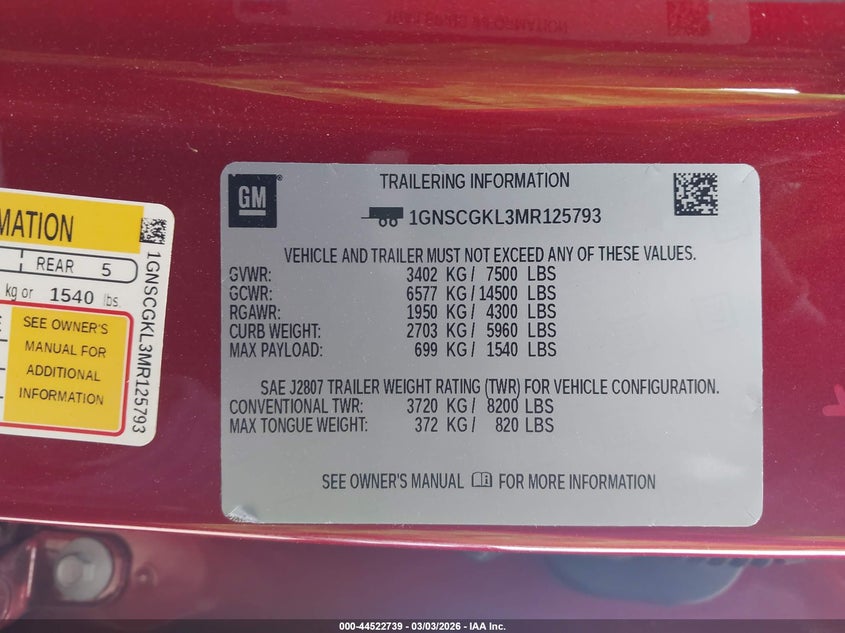 MATION
REAR 5
kg or 1540 lbs.
SEE OWNER'S
MANUAL FOR
ADDITIONAL
INFORMATION
1GNSCGKL3MR125793
GM
TRAILERING INFORMATION
1GNSCGKL3MR125793
VEHICLE AND TRAILER MUST NOT EXCEED ANY OF THESE VALUES.
GVWR: 3402 KG / 7500 LBS
GCWR: 6577 KG / 14500 LBS
RGAWR: 1950 KG / 4300 LBS
CURB WEIGHT: 2703 KG / 5960 LBS
MAX PAYLOAD: 699 KG / 1540 LBS
SAE J2807 TRAILER WEIGHT RATING (TWR) FOR VEHICLE CONFIGURATION.
CONVENTIONAL TWR: 3720 KG / 8200 LBS
MAX TONGUE WEIGHT: 372 KG / 820 LBS
SEE OWNER'S MANUAL FOR MORE INFORMATION
000-44522739 - 03/03/2026 - IAA Inc.